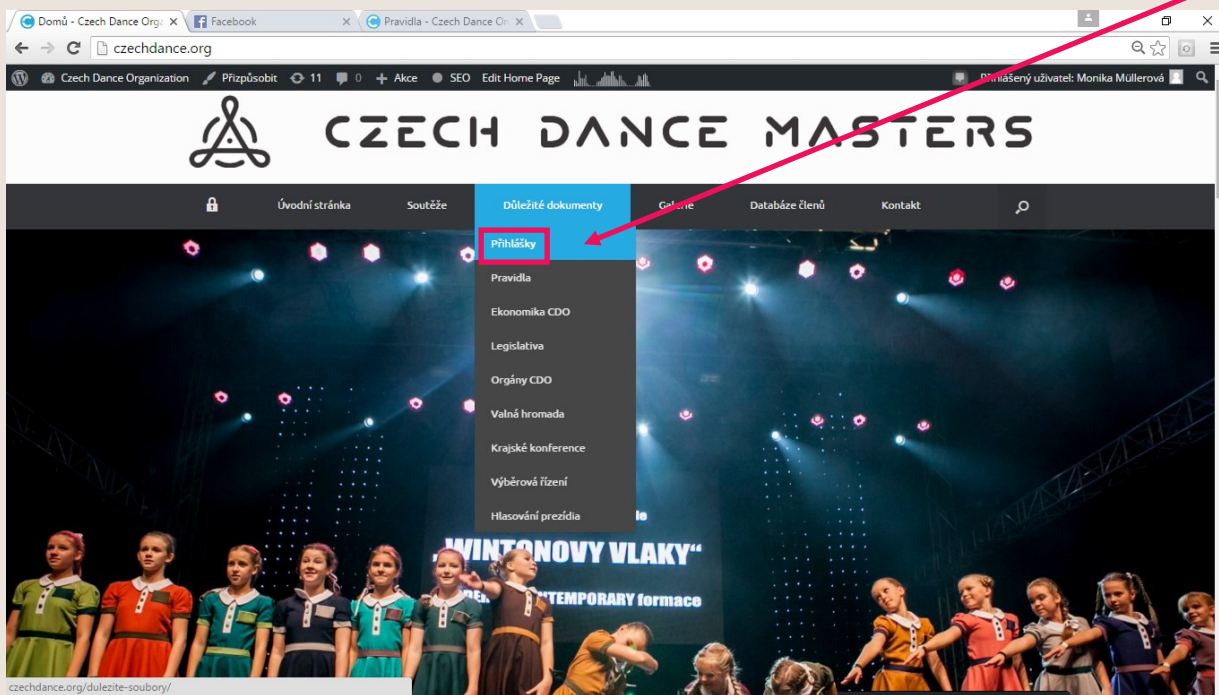 Domů - Czech Dance Orga
Facebook
Pravidla - Czech Dance Or
czechdance.org
Czech Dance Organization Přizpůsobit 11 0 + Akce SEO Edit Home Page
Přihlášený uživatel: Monika Müllerová
CZECH DANCE MASTERS
Úvodní stránka Soutěže Důležité dokumenty Galerie Databáze členů Kontakt
Přihlášky
Pravidla
Ekonomika CDO
Legislativa
Orgány CDO
Valná hromada
Krajské konference
Výběrová řízení
Hlasování prezídia
WINTONOVY VLAKY“
formace
czechdance.org/dulezite-soubory/